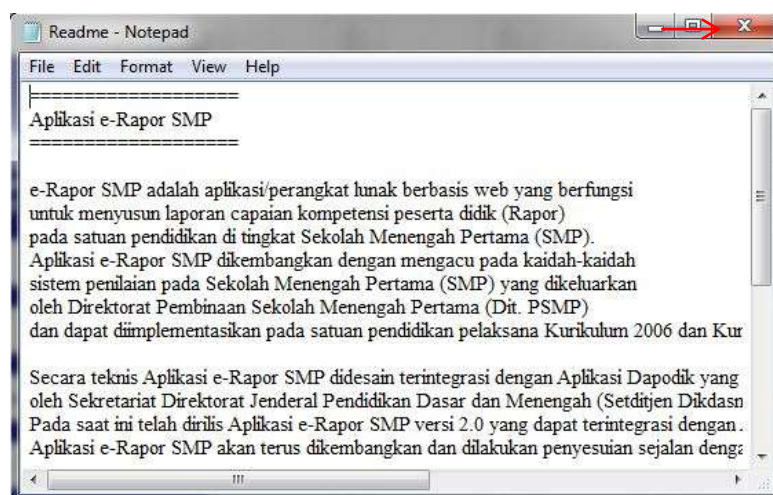 Readme - Notepad
File Edit Format View Help
====================
Aplikasi e-Rapor SMP
====================
e-Rapor SMP adalah aplikasi/perangkat lunak berbasis web yang berfungsi
untuk menyusun laporan capaian kompetensi peserta didik (Rapor)
pada satuan pendidikan di tingkat Sekolah Menengah Pertama (SMP).
Aplikasi e-Rapor SMP dikembangkan dengan mengacu pada kaidah-kaidah
sistem penilaian pada Sekolah Menengah Pertama (SMP) yang dikeluarkan
oleh Direktorat Pembinaan Sekolah Menengah Pertama (Dit. PSMP)
dan dapat diimplementasikan pada satuan pendidikan pelaksana Kurikulum 2006 dan Kur
Secara teknis Aplikasi e-Rapor SMP didesain terintegrasi dengan Aplikasi Dapodik yang
oleh Sekretariat Direktorat Jenderal Pendidikan Dasar dan Menengah (Setditjen Dikdasn
Pada saat ini telah dirilis Aplikasi e-Rapor SMP versi 2.0 yang dapat terintegrasi dengan
Aplikasi e-Rapor SMP akan terus dikembangkan dan dilakukan penyesuian sejalan denga